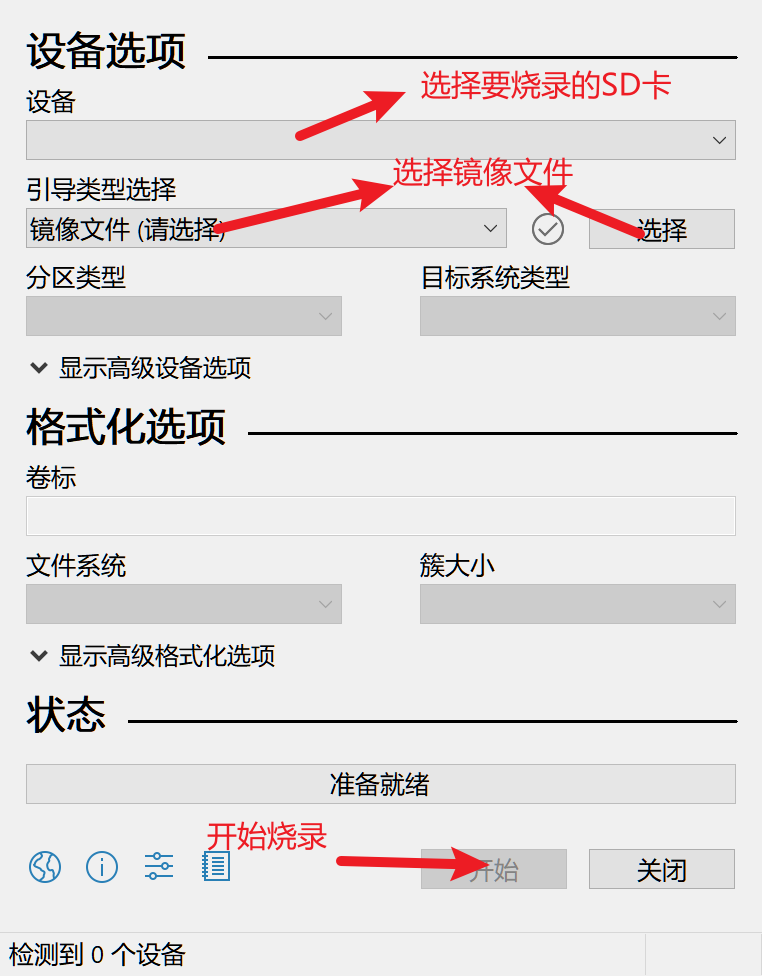 设备选项
设备
选择要烧录的SD卡
引导类型选择
选择镜像文件
镜像文件 (请选择)
选择
分区类型
目标系统类型
显示高级设备选项
格式化选项
卷标
文件系统
簇大小
显示高级格式化选项
状态
准备就绪
开始烧录
开始
关闭
检测到 0 个设备